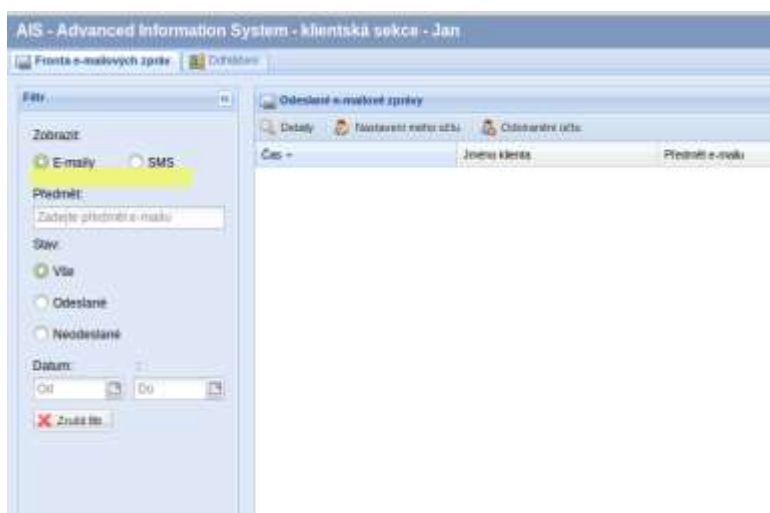 AIS - Advanced Information System - klientská sekce - Jan
Fronta e-mailových zpráv
Odhlášení
Filtr
Odeslané e-mailové zprávy
Detaily
Nastavení mého účtu
Odstranění účtu
Zobrazit:
Čas
Jméno klienta
Předmět e-mailu
E-maily
SMS
Předmět:
Zadejte předmět e-mailu
Stav:
Vše
Odeslané
Neodeslané
Datum:
:
Od
Do
Zrušit filtr